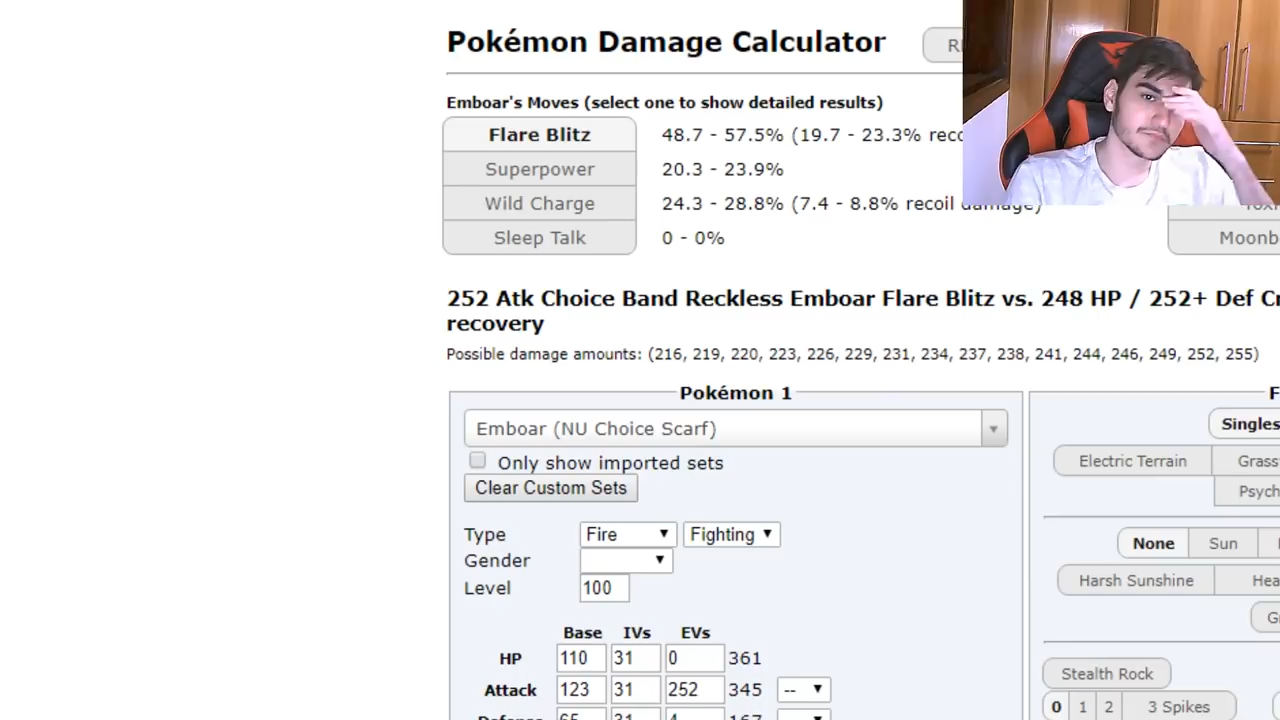 Pokémon Damage Calculator
Emboar's Moves (select one to show detailed results)
Flare Blitz 48.7 - 57.5% (19.7 - 23.3%
Superpower 20.3 - 23.9%
Wild Charge 24.3 - 28.8% (7.4 - 8.8% recoil damage)
Sleep Talk 0 - 0%
Moonb
252 Atk Choice Band Reckless Emboar Flare Blitz vs. 248 HP / 252+ Def
recovery
Possible damage amounts: (216, 219, 220, 223, 226, 229, 231, 234, 237, 238, 241, 244, 246, 249, 252, 255)
Pokémon 1
Emboar (NU Choice Scarf)
Only show imported sets
Clear Custom Sets
Type Fire Fighting
Gender
Level 100
Base IVs EVs
HP 110 31 0 361
Attack 123 31 252 345 --
Defense 65 31 4 167
Singles
Electric Terrain Grass
Psych
None Sun
Harsh Sunshine Hea
Stealth Rock
0 1 2 3 Spikes